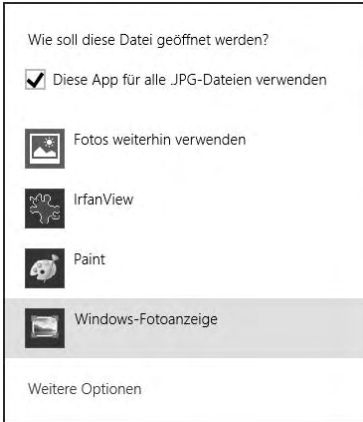 Wie soll diese Datei geöffnet werden?
Diese App für alle .JPG-Dateien verwenden
Fotos weiterhin verwenden
IrfanView
Paint
Windows-Fotoanzeige
Weitere Optionen